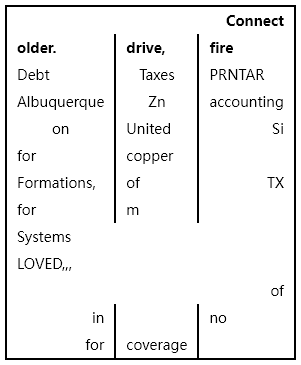 Connect
older. drive, fire
Debt Taxes PRNTAR
Albuquerque Zn accounting
on United Si
for copper
Formations, of TX
for m
Systems
LOVED,,,
of
in no
for coverage